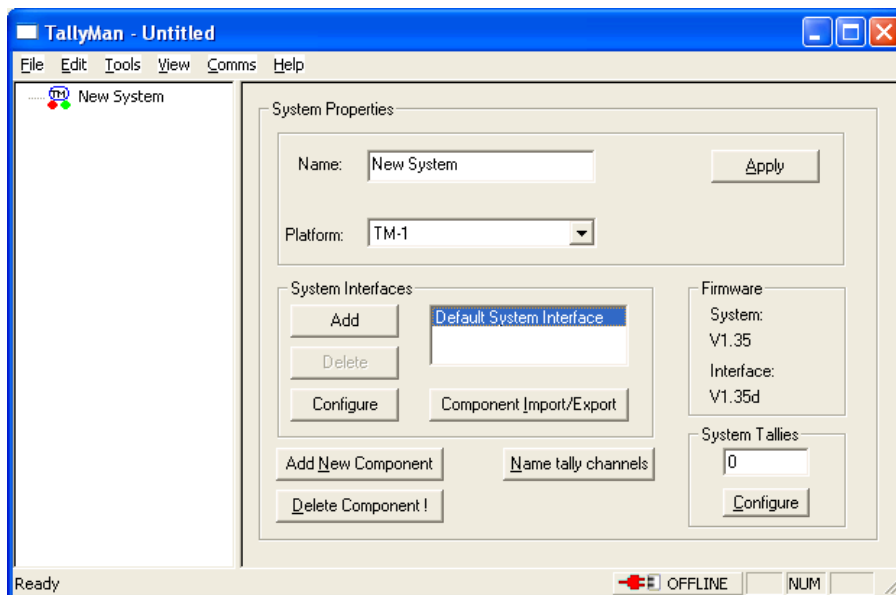 TallyMan - Untitled
File Edit Tools View Comms Help
TM New System
System Properties
Name: New System Apply
Platform: TM-1
System Interfaces
Add Default System Interface
Delete
Configure Component Import/Export
Firmware
System:
V1.35
Interface:
V1.35d
System Tallies
0
Configure
Add New Component Name tally channels
Delete Component !
Ready OFFLINE NUM